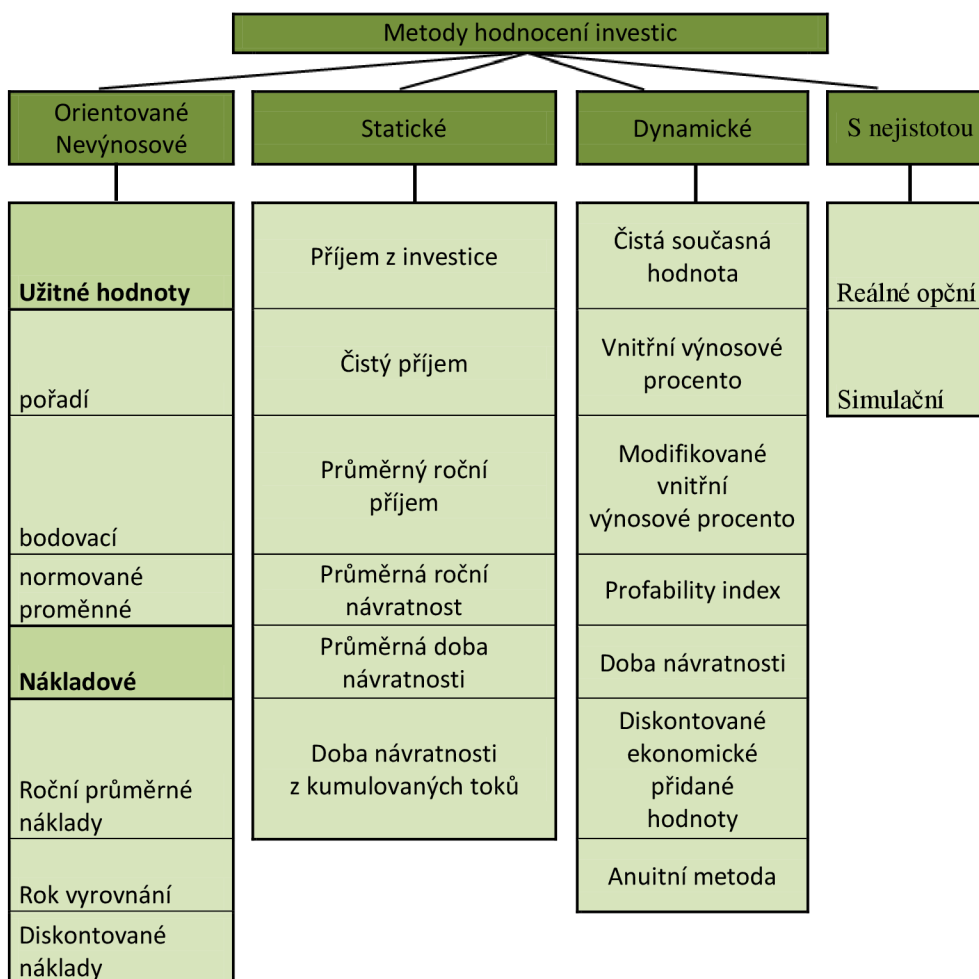 Metody hodnocení investic
Orientované
Nevýnosové
Užitné hodnoty
pořadí
bodovací
normované
proměnné
Nákladové
Roční průměrné
náklady
Rok vyrovnání
Diskontované
náklady
Statické
Příjem z investice
Čistý příjem
Průměrný roční
příjem
Průměrná roční
návratnost
Průměrná doba
návratnosti
Doba návratnosti
z kumulovaných toků
Dynamické
Čistá současná
hodnota
Vnitřní výnosové
procento
Modifikované
vnitřní
výnosové procento
Profability index
Doba návratnosti
Diskontované
ekonomické
přidané
hodnoty
Anuitní metoda
S nejistotou
Reálné opční
Simulační